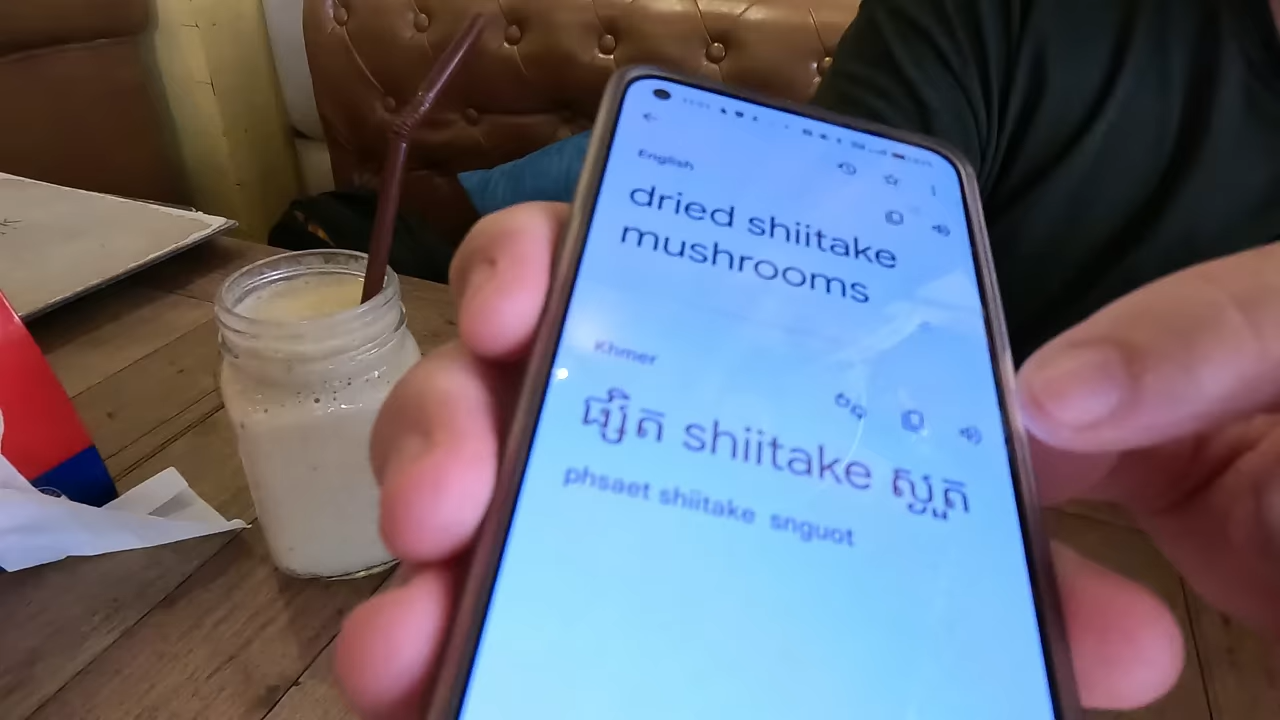 English
dried shiitake
mushrooms
Khmer
ផ្សិត shiitake ស្ងួត
phsaet shiitake snguot